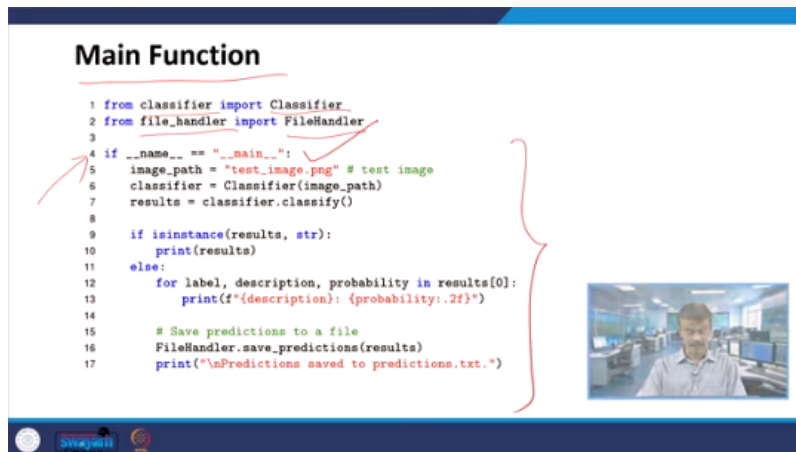 Main Function
1 from classifier import Classifier
2 from file_handler import FileHandler
3
4 if __name__ == "__main__":
5     image_path = "test_image.png" # test image
6     classifier = Classifier(image_path)
7     results = classifier.classify()
8
9     if isinstance(results, str):
10         print(results)
11     else:
12         for label, description, probability in results[0]:
13             print(f"{description}: {probability:.2f}")
14
15         # Save predictions to a file
16         FileHandler.save_predictions(results)
17         print("\nPredictions saved to predictions.txt.")
swayam